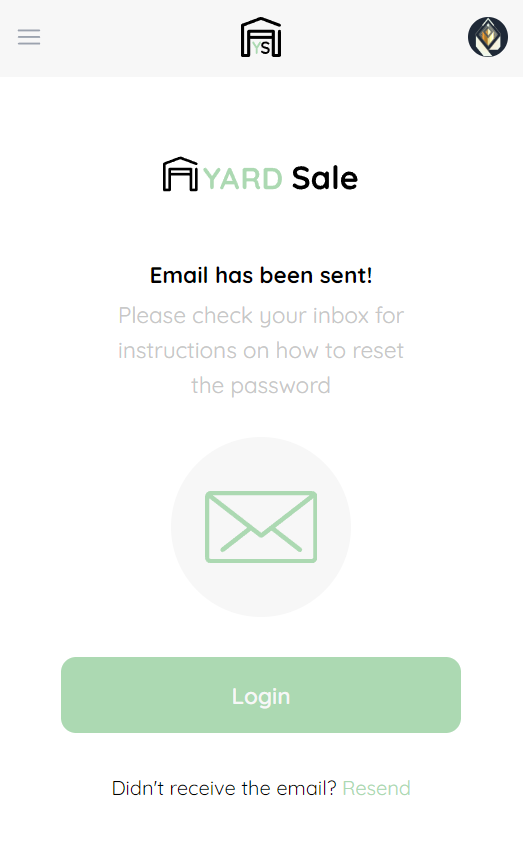 YS
YARD Sale
Email has been sent!
Please check your inbox for
instructions on how to reset
the password
Login
Didn't receive the email? Resend